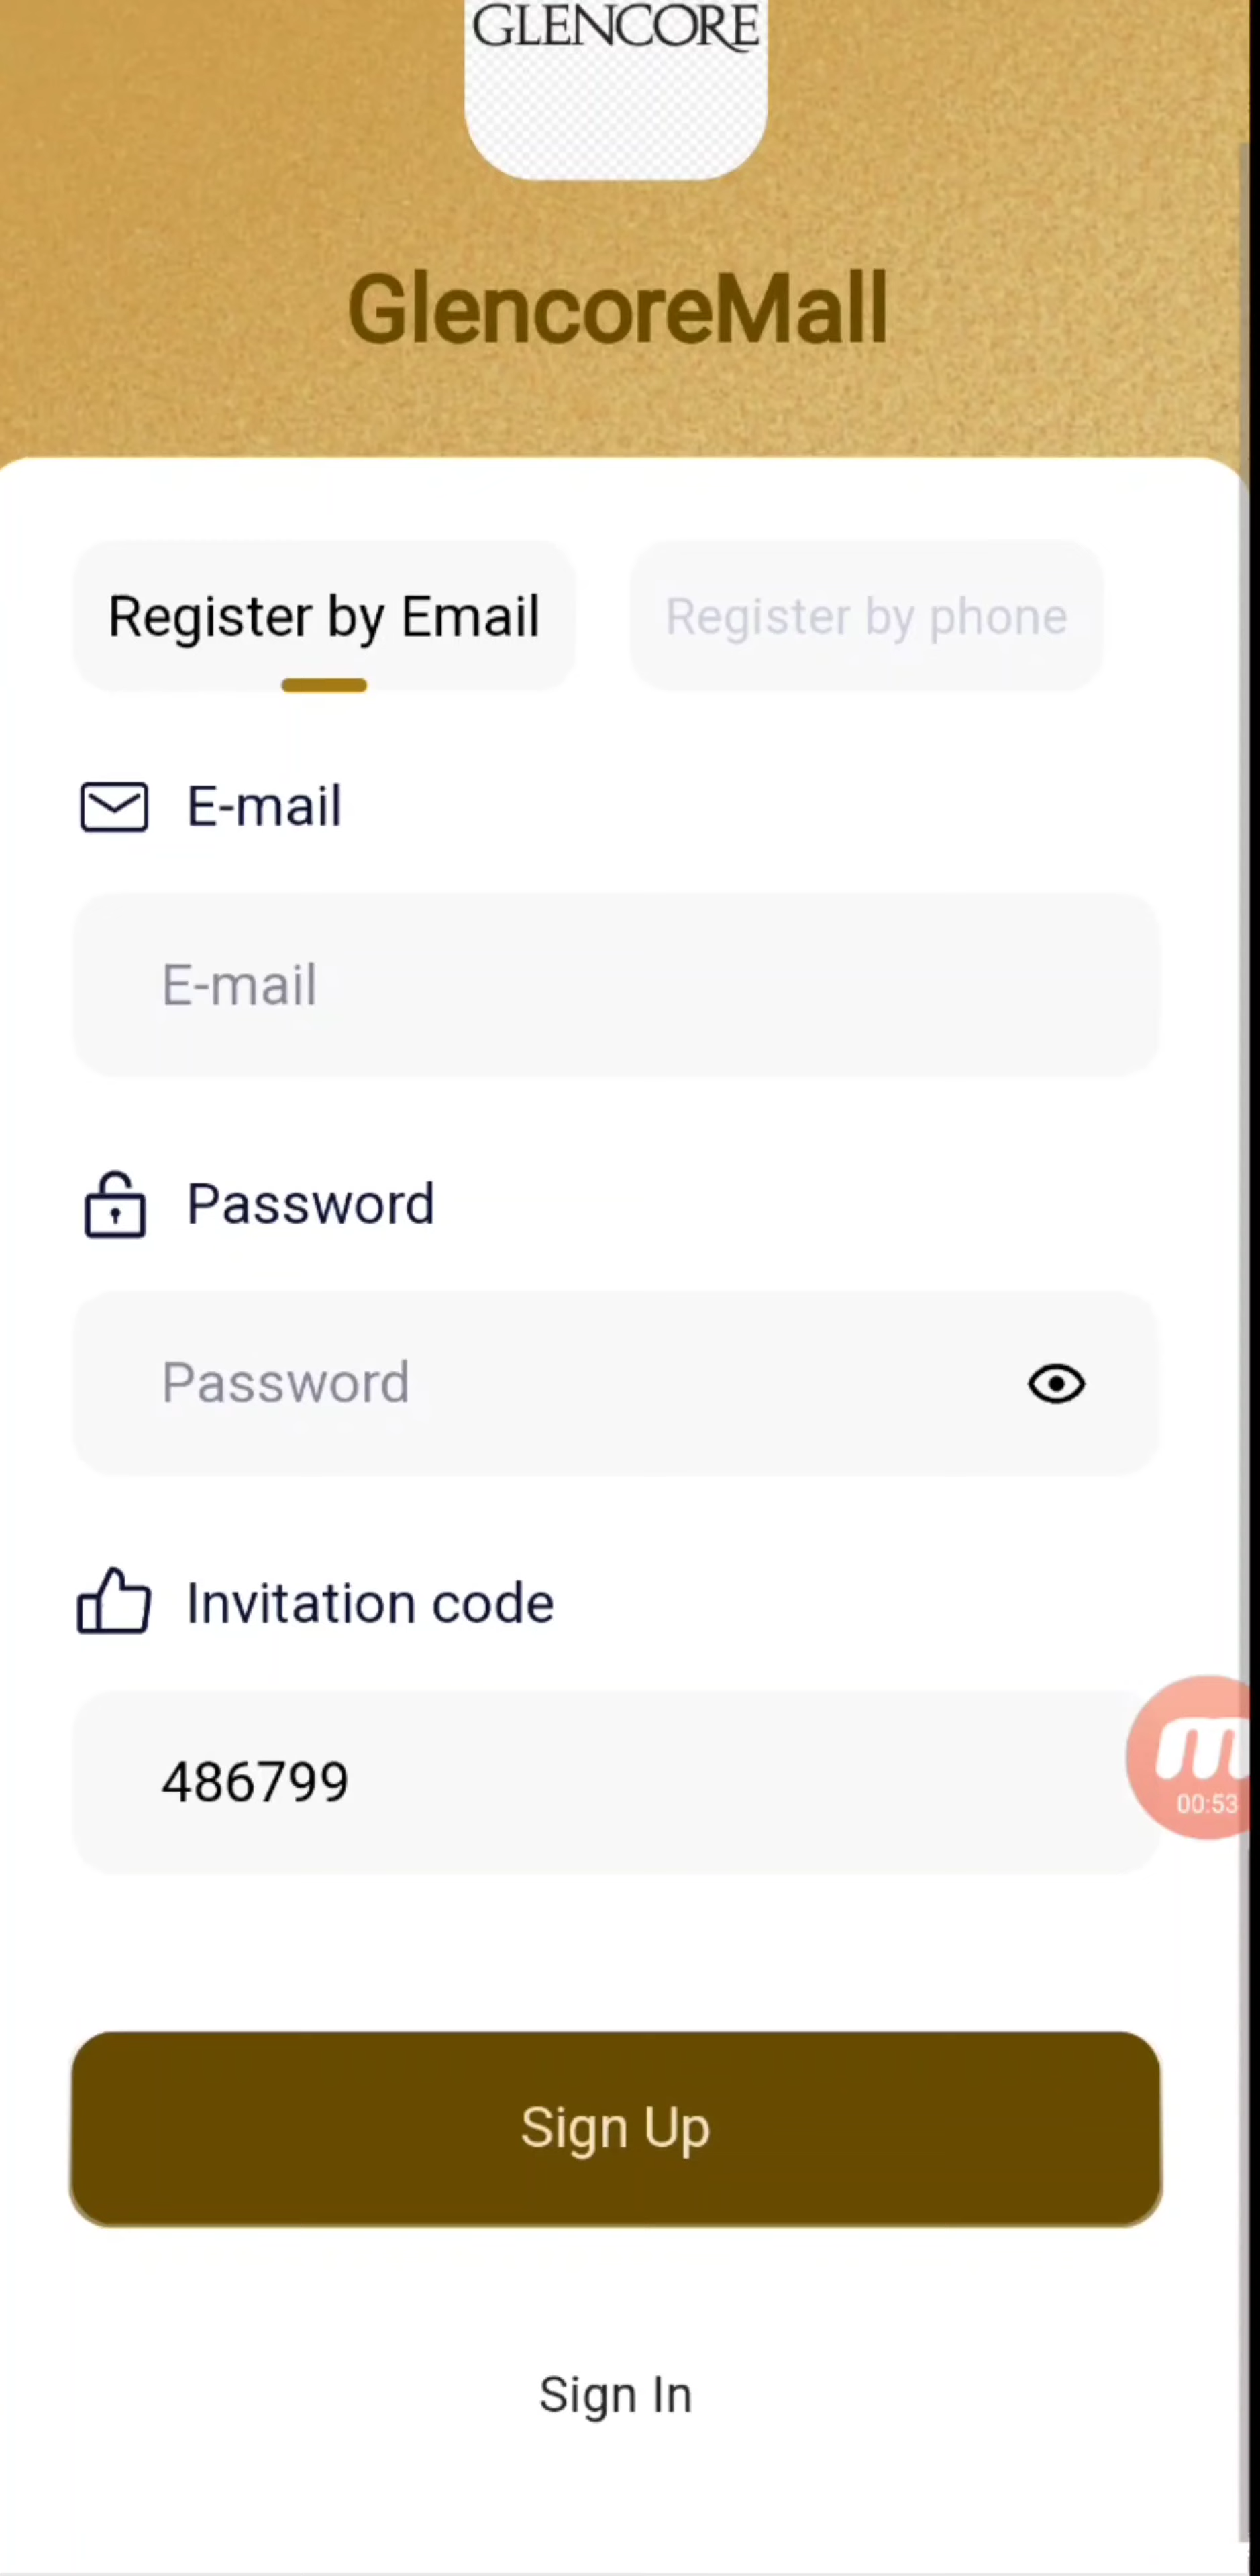 GLENCORE
GlencoreMall
Register by Email
Register by phone
E-mail
E-mail
Password
Password
Invitation code
486799
00:53
Sign Up
Sign In